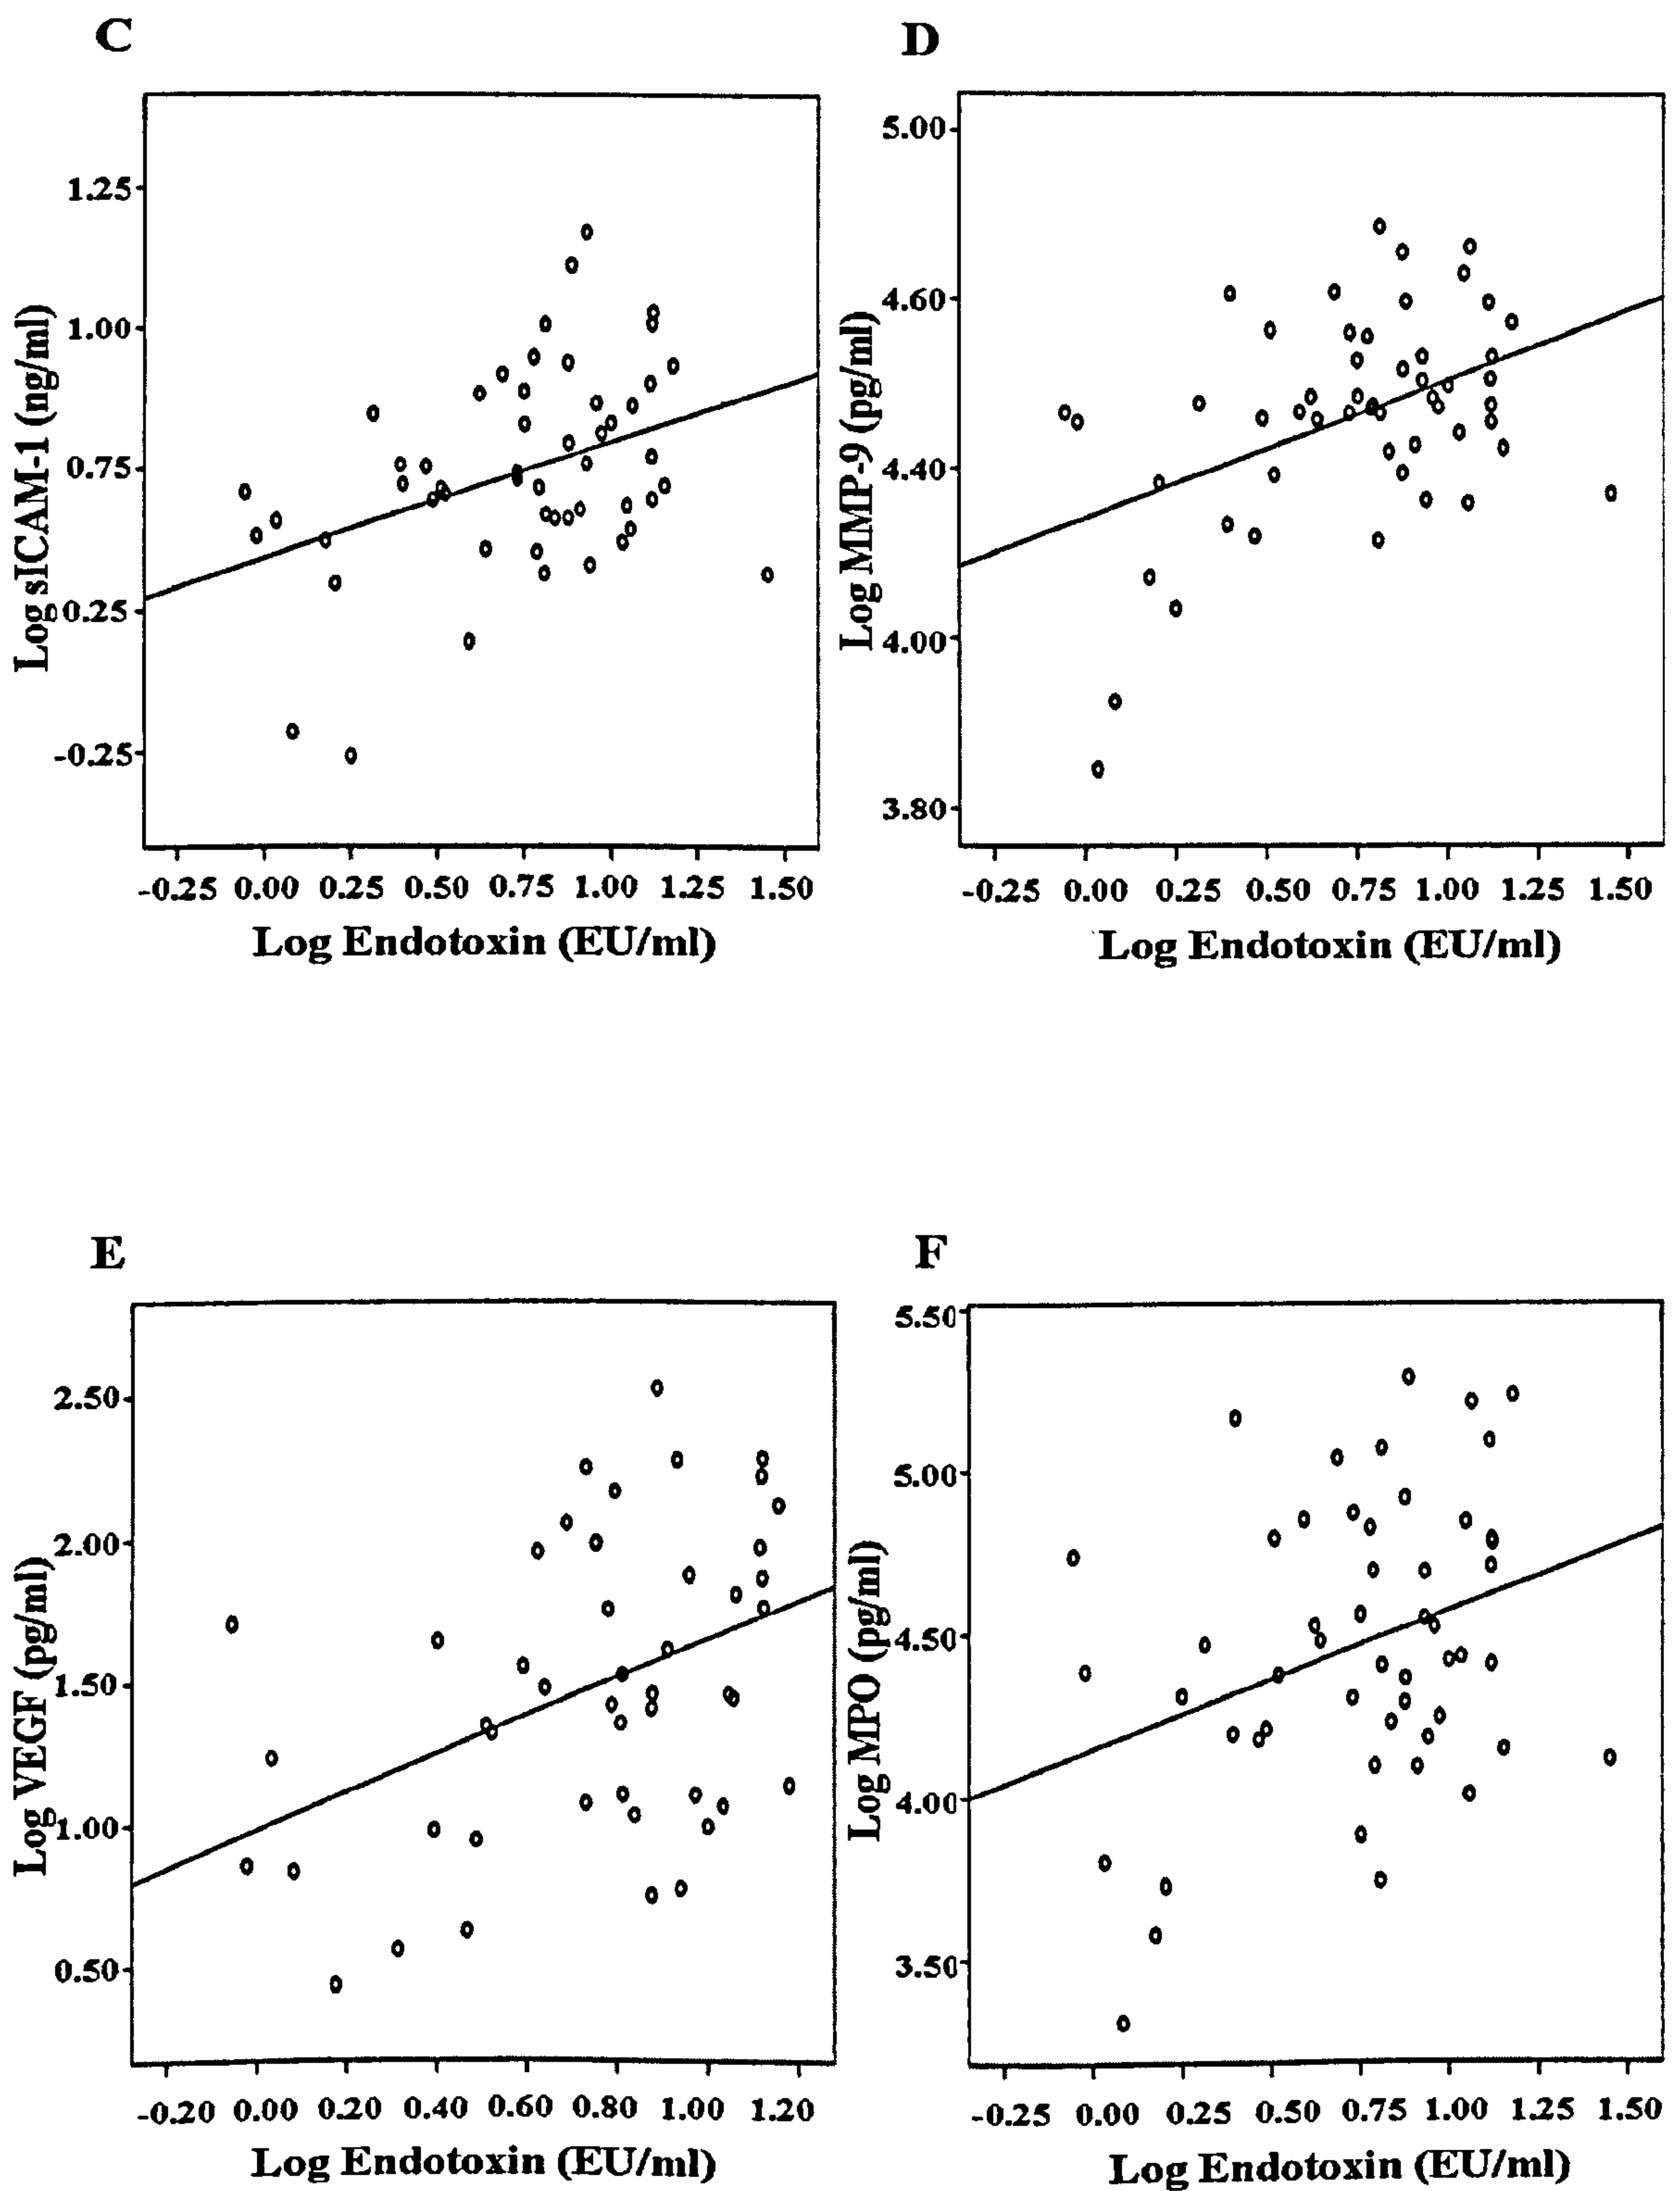 C
D
Log sICAM-1 (ng/ml)
1.25
1.00
0.75
0.25
-0.25
-0.25 0.00 0.25 0.50 0.75 1.00 1.25 1.50
Log Endotoxin (EU/ml)
Log MMP-9 (pg/ml)
5.00
4.60
4.40
4.00
3.80
-0.25 0.00 0.25 0.50 0.75 1.00 1.25 1.50
Log Endotoxin (EU/ml)
E
F
Log VEGF (pg/ml)
2.50
2.00
1.50
1.00
0.50
-0.20 0.00 0.20 0.40 0.60 0.80 1.00 1.20
Log Endotoxin (EU/ml)
Log MPO (pg/ml)
5.50
5.00
4.50
4.00
3.50
-0.25 0.00 0.25 0.50 0.75 1.00 1.25 1.50
Log Endotoxin (EU/ml)